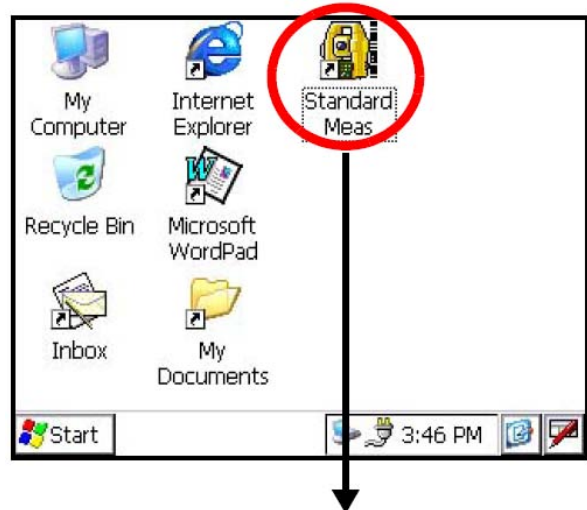 My
Computer
Internet
Explorer
Standard
Meas
Recycle Bin
Microsoft
WordPad
Inbox
My
Documents
Start
3:46 PM